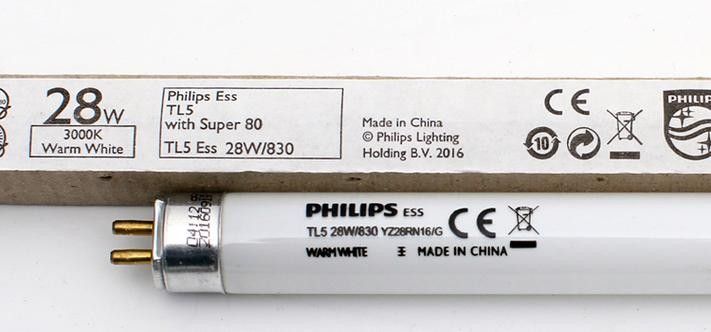 28W
3000K
Warm White
Philips Ess
TL5
with Super 80
TL5 Ess 28W/830
Made in China
© Philips Lighting
Holding B.V. 2016
CE
10
PHILIP
PHILIPS ESS
TL5 28W/830 YZ28RN16/G
WARM WHITE
MADE IN CHINA
CE